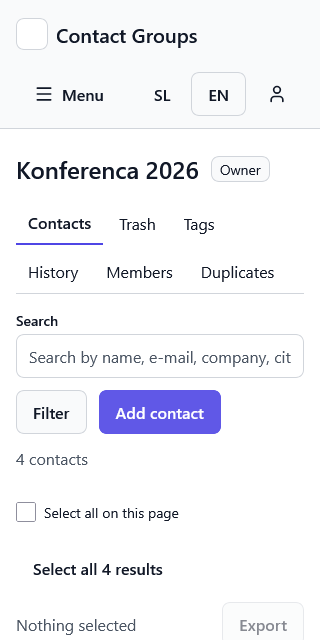 Contact Groups
Menu SL EN
Konferenca 2026 Owner
Contacts Trash Tags
History Members Duplicates
Search
Search by name, e-mail, company, cit
Filter Add contact
4 contacts
Select all on this page
Select all 4 results
Nothing selected Export